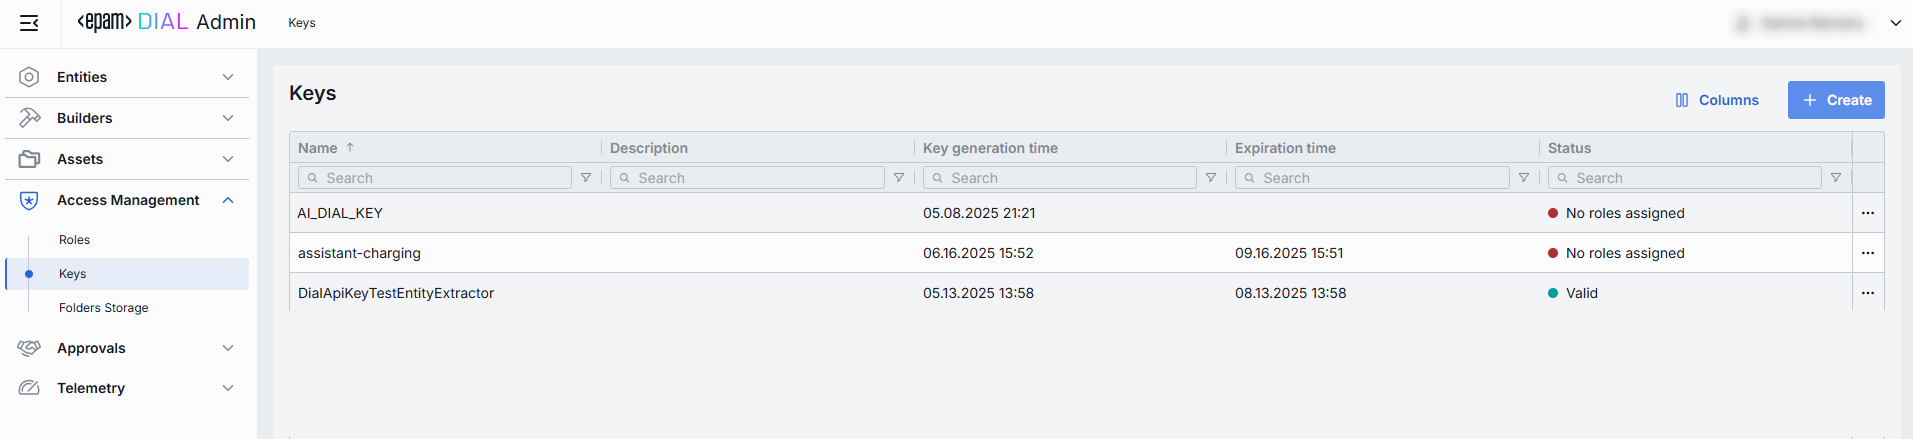 <epam> DIAL Admin Keys
Entities
Builders
Assets
Access Management
Roles
Keys
Folders Storage
Approvals
Telemetry
Keys
Columns
Create
Name Description Key generation time Expiration time Status
Search Search Search Search Search
AI_DIAL_KEY 05.08.2025 21:21 No roles assigned
assistant-charging 06.16.2025 15:52 09.16.2025 15:51 No roles assigned
DialApiKeyTestEntityExtractor 05.13.2025 13:58 08.13.2025 13:58 Valid